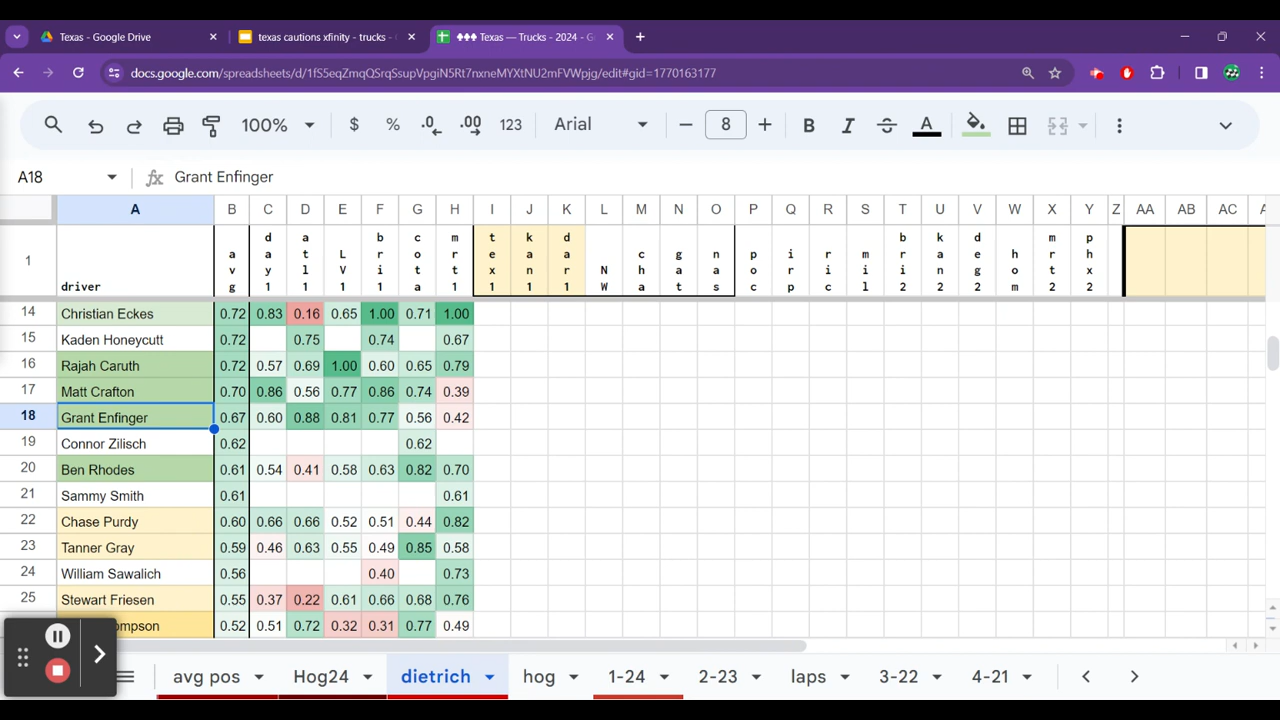 Texas - Google Drive
texas cautions xfinity - trucks -
♦♦♦ Texas — Trucks - 2024 - G
docs.google.com/spreadsheets/d/1fS5eqZmqQSrqSsupVpgiN5Rt7nxneMYXtNU2mFVWpjg/edit#gid=1770163177
100% $ % .0 .00 123 Arial 8 B I A
A18 fx Grant Enfinger
A B C D E F G H I J K L M N O P Q R S T U V W X Y Z AA AB AC
1 driver avg day1 atl1 LV1 bri1 cota mrt1 tex1 kan1 dar1 NW cha gat nas poc irp ric mil bri2 kan2 deg2 hom mrt2 phx2
14 Christian Eckes 0.72 0.83 0.16 0.65 1.00 0.71 1.00
15 Kaden Honeycutt 0.72 0.75 0.74 0.67
16 Rajah Caruth 0.72 0.57 0.69 1.00 0.60 0.65 0.79
17 Matt Crafton 0.70 0.86 0.56 0.77 0.86 0.74 0.39
18 Grant Enfinger 0.67 0.60 0.88 0.81 0.77 0.56 0.42
19 Connor Zilisch 0.62 0.62
20 Ben Rhodes 0.61 0.54 0.41 0.58 0.63 0.82 0.70
21 Sammy Smith 0.61 0.61
22 Chase Purdy 0.60 0.66 0.66 0.52 0.51 0.44 0.82
23 Tanner Gray 0.59 0.46 0.63 0.55 0.49 0.85 0.58
24 William Sawalich 0.56 0.40 0.73
25 Stewart Friesen 0.55 0.37 0.22 0.61 0.66 0.68 0.76
ompson 0.52 0.51 0.72 0.32 0.31 0.77 0.49
avg pos Hog24 dietrich hog 1-24 2-23 laps 3-22 4-21